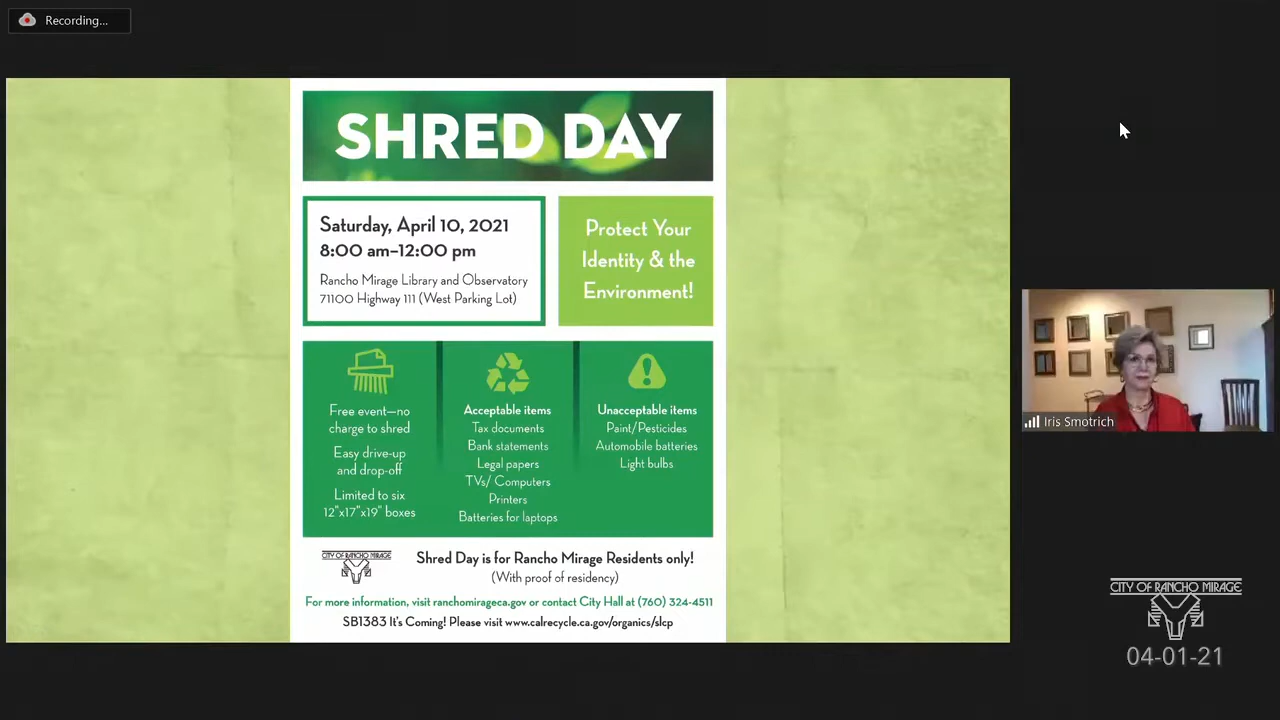 Recording...
SHRED DAY
Saturday, April 10, 2021
8:00 am–12:00 pm
Rancho Mirage Library and Observatory
71100 Highway 111 (West Parking Lot)
Protect Your
Identity & the
Environment!
Free event—no
charge to shred
Easy drive-up
and drop-off
Limited to six
12"x17"x19" boxes
Acceptable items
Tax documents
Bank statements
Legal papers
TVs/ Computers
Printers
Batteries for laptops
Unacceptable items
Paint/Pesticides
Automobile batteries
Light bulbs
CITY OF RANCHO MIRAGE
Shred Day is for Rancho Mirage Residents only!
(With proof of residency)
For more information, visit ranchomirageca.gov or contact City Hall at (760) 324-4511
SB1383 It's Coming! Please visit www.calrecycle.ca.gov/organics/slcp
Iris Smotrich
CITY OF RANCHO MIRAGE
04-01-21